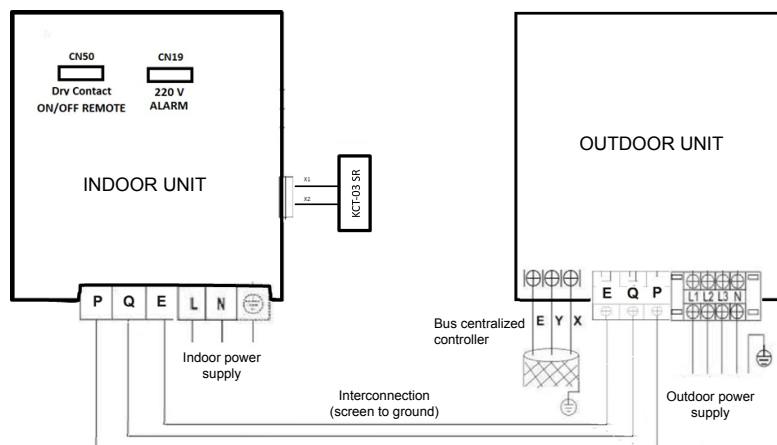 CN50
CN19
Dry Contact
ON/OFF REMOTE
220 V
ALARM
INDOOR UNIT
X1
X2
KCT-03 SR
P Q E L N
Indoor power
supply
OUTDOOR UNIT
E Y X
Bus centralized
controller
E Q P
L1 L2 L3 N
Outdoor power
supply
Interconnection
(screen to ground)